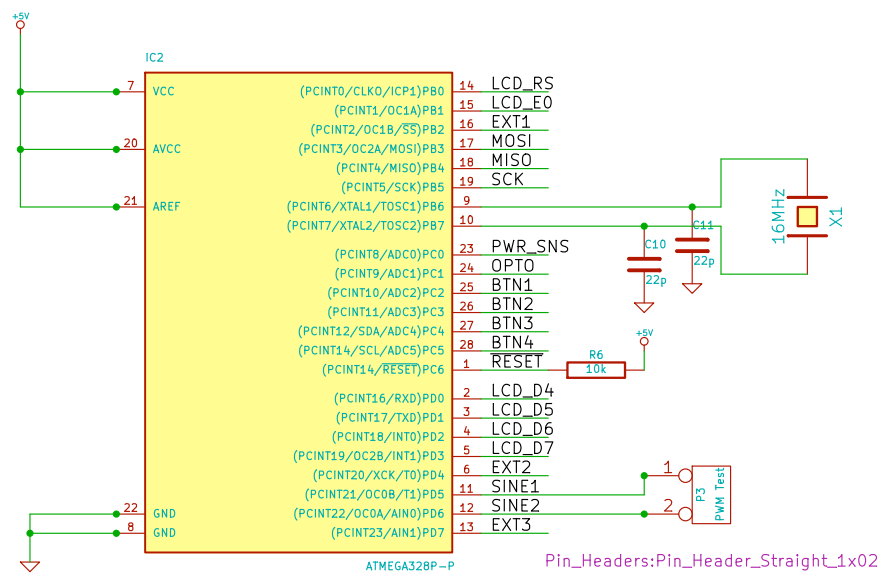 +5V
IC2
7 VCC (PCINT0/CLKO/ICP1)PB0 14 LCD_RS
(PCINT1/OC1A)PB1 15 LCD_E0
(PCINT2/OC1B/SS)PB2 16 EXT1
20 AVCC (PCINT3/OC2A/MOSI)PB3 17 MOSI
(PCINT4/MISO)PB4 18 MISO
(PCINT5/SCK)PB5 19 SCK
21 AREF (PCINT6/XTAL1/TOSC1)PB6 9
(PCINT7/XTAL2/TOSC2)PB7 10
C11
22p
C10
22p
16MHz
X1
(PCINT8/ADC0)PC0 23 PWR_SNS
(PCINT9/ADC1)PC1 24 OPTO
(PCINT10/ADC2)PC2 25 BTN1
(PCINT11/ADC3)PC3 26 BTN2
(PCINT12/SDA/ADC4)PC4 27 BTN3
(PCINT14/SCL/ADC5)PC5 28 BTN4
(PCINT14/RESET)PC6 1 RESET
+5V
R6
10k
(PCINT16/RXD)PD0 2 LCD_D4
(PCINT17/TXD)PD1 3 LCD_D5
(PCINT18/INT0)PD2 4 LCD_D6
(PCINT19/OC2B/INT1)PD3 5 LCD_D7
(PCINT20/XCK/T0)PD4 6 EXT2
(PCINT21/OC0B/T1)PD5 11 SINE1
22 GND (PCINT22/OC0A/AIN0)PD6 12 SINE2
8 GND (PCINT23/AIN1)PD7 13 EXT3
1
2
P3
PWM Test
ATMEGA328P-P
Pin_Headers:Pin_Header_Straight_1x02